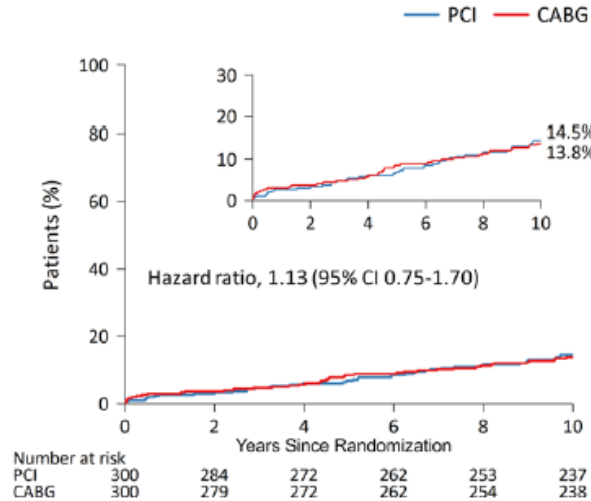 PCI CABG
100
80
60
40
20
0
Patients (%)
30
20
10
0
14.5%
13.8%
0 2 4 6 8 10
Hazard ratio, 1.13 (95% CI 0.75-1.70)
0 2 4 6 8 10
Years Since Randomization
Number at risk
PCI 300 284 272 262 253 237
CABG 300 279 272 262 254 238